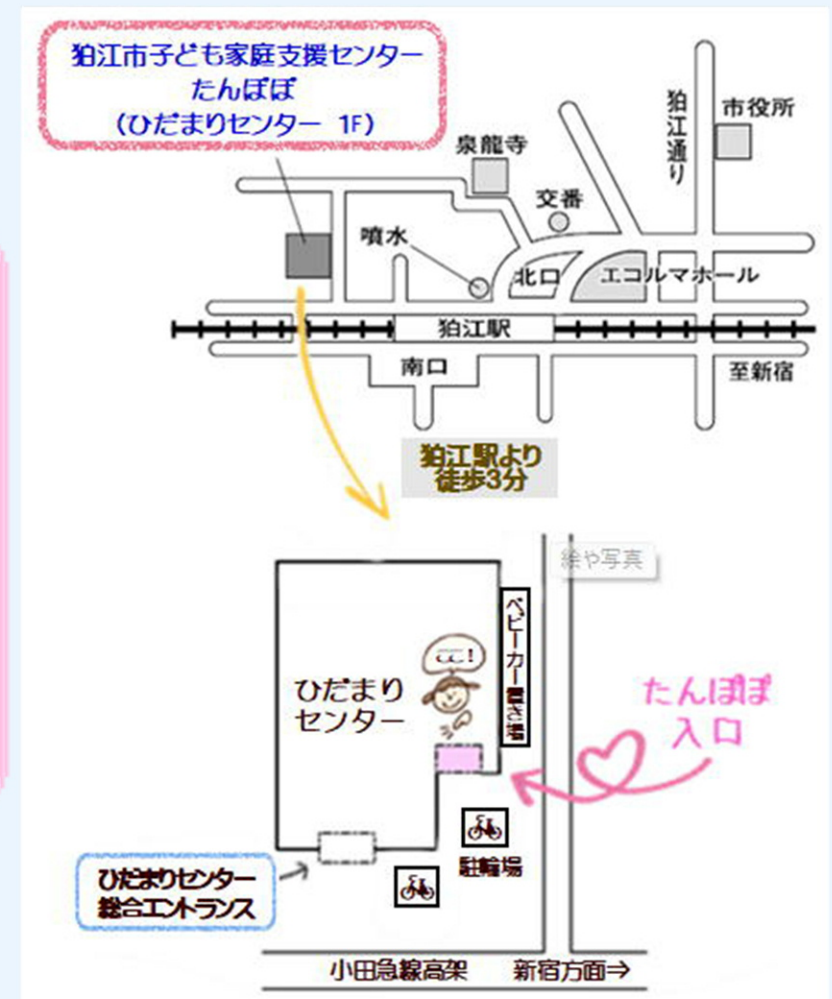 狛江市子ども家庭支援センター
たんぽぽ
（ひだまりセンター 1F）
狛江通り
市役所
泉龍寺
交番
噴水
北口
エコルマホール
狛江駅
南口
至新宿
狛江駅より
徒歩3分
絵や写真
ベビーカー置き場
ここ！
ひだまり
センター
たんぽぽ
入口
駐輪場
ひだまりセンター
総合エントランス
小田急線高架
新宿方面→